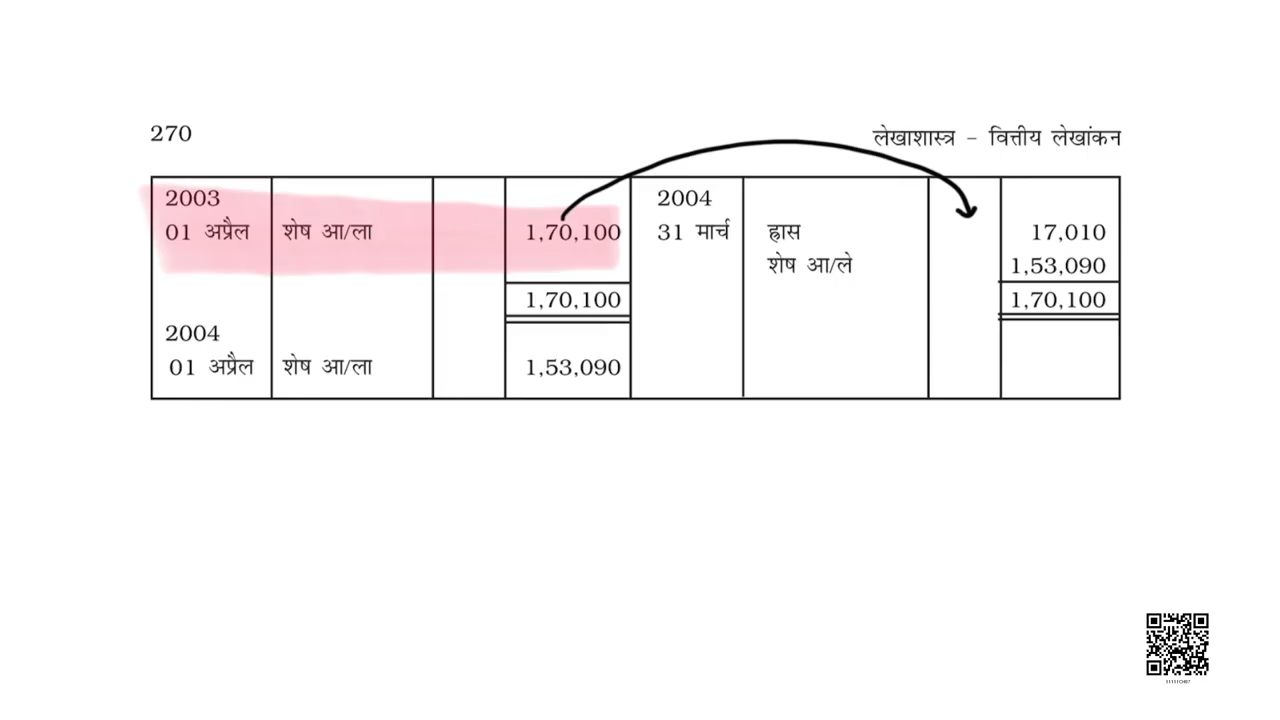 270 लेखाशास्त्र – वित्तीय लेखांकन
2003 2004
01 अप्रैल शेष आ/ला 1,70,100 31 मार्च ह्रास 17,010
शेष आ/ले 1,53,090
1,70,100 1,70,100
2004
01 अप्रैल शेष आ/ला 1,53,090